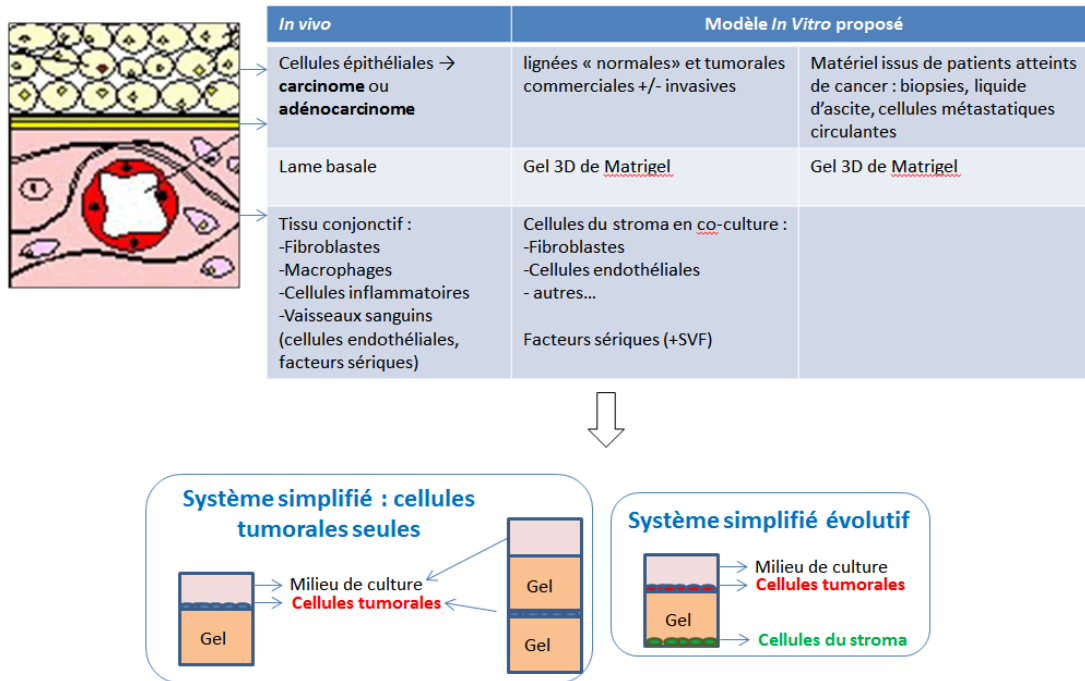 In vivo
Modèle In Vitro proposé
Cellules épithéliales →
carcinome ou
adénocarcinome
lignées « normales» et tumorales
commerciales +/- invasives
Matériel issus de patients atteints
de cancer : biopsies, liquide
d'ascite, cellules métastatiques
circulantes
Lame basale
Gel 3D de Matrigel
Gel 3D de Matrigel
Tissu conjonctif :
-Fibroblastes
-Macrophages
-Cellules inflammatoires
-Vaisseaux sanguins
(cellules endothéliales,
facteurs sériques)
Cellules du stroma en co-culture :
-Fibroblastes
-Cellules endothéliales
- autres...
Facteurs sériques (+SVF)
Système simplifié : cellules
tumorales seules
Milieu de culture
Cellules tumorales
Gel
Gel
Gel
Système simplifié évolutif
Milieu de culture
Cellules tumorales
Gel
Cellules du stroma